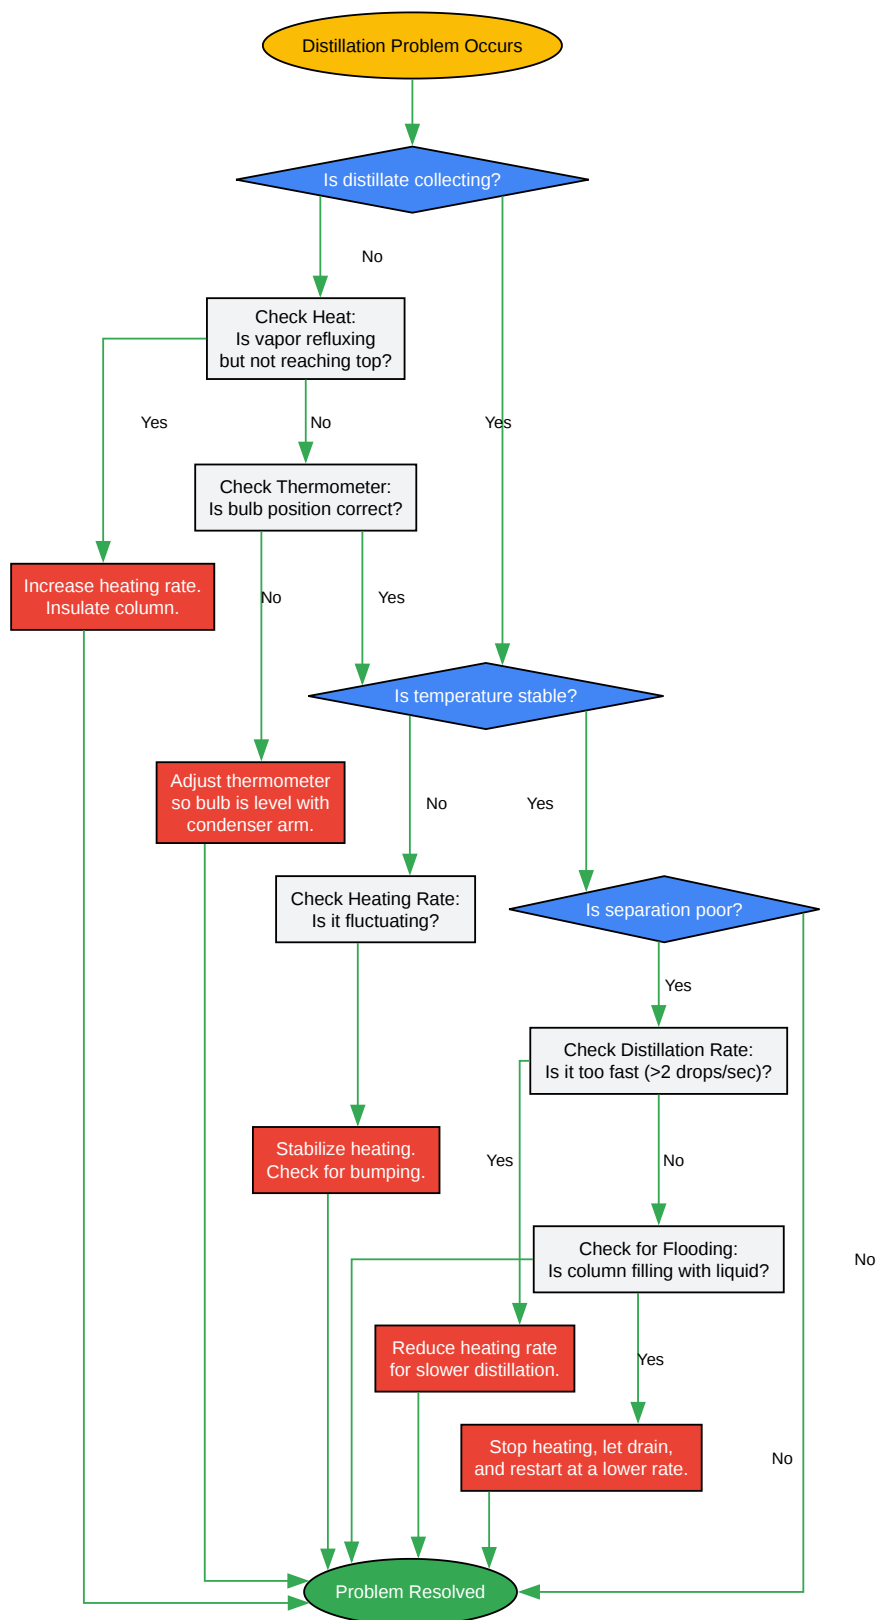 Distillation Problem Occurs
Is distillate collecting?
No
Check Heat:
Is vapor refluxing
but not reaching top?
Yes
No
Yes
Check Thermometer:
Is bulb position correct?
Increase heating rate.
Insulate column.
No
Yes
Is temperature stable?
Adjust thermometer
so bulb is level with
condenser arm.
No
Yes
Check Heating Rate:
Is it fluctuating?
Is separation poor?
Yes
Check Distillation Rate:
Is it too fast (>2 drops/sec)?
Stabilize heating.
Check for bumping.
Yes
No
Check for Flooding:
Is column filling with liquid?
No
Reduce heating rate
for slower distillation.
Yes
Stop heating, let drain,
and restart at a lower rate.
No
Problem Resolved